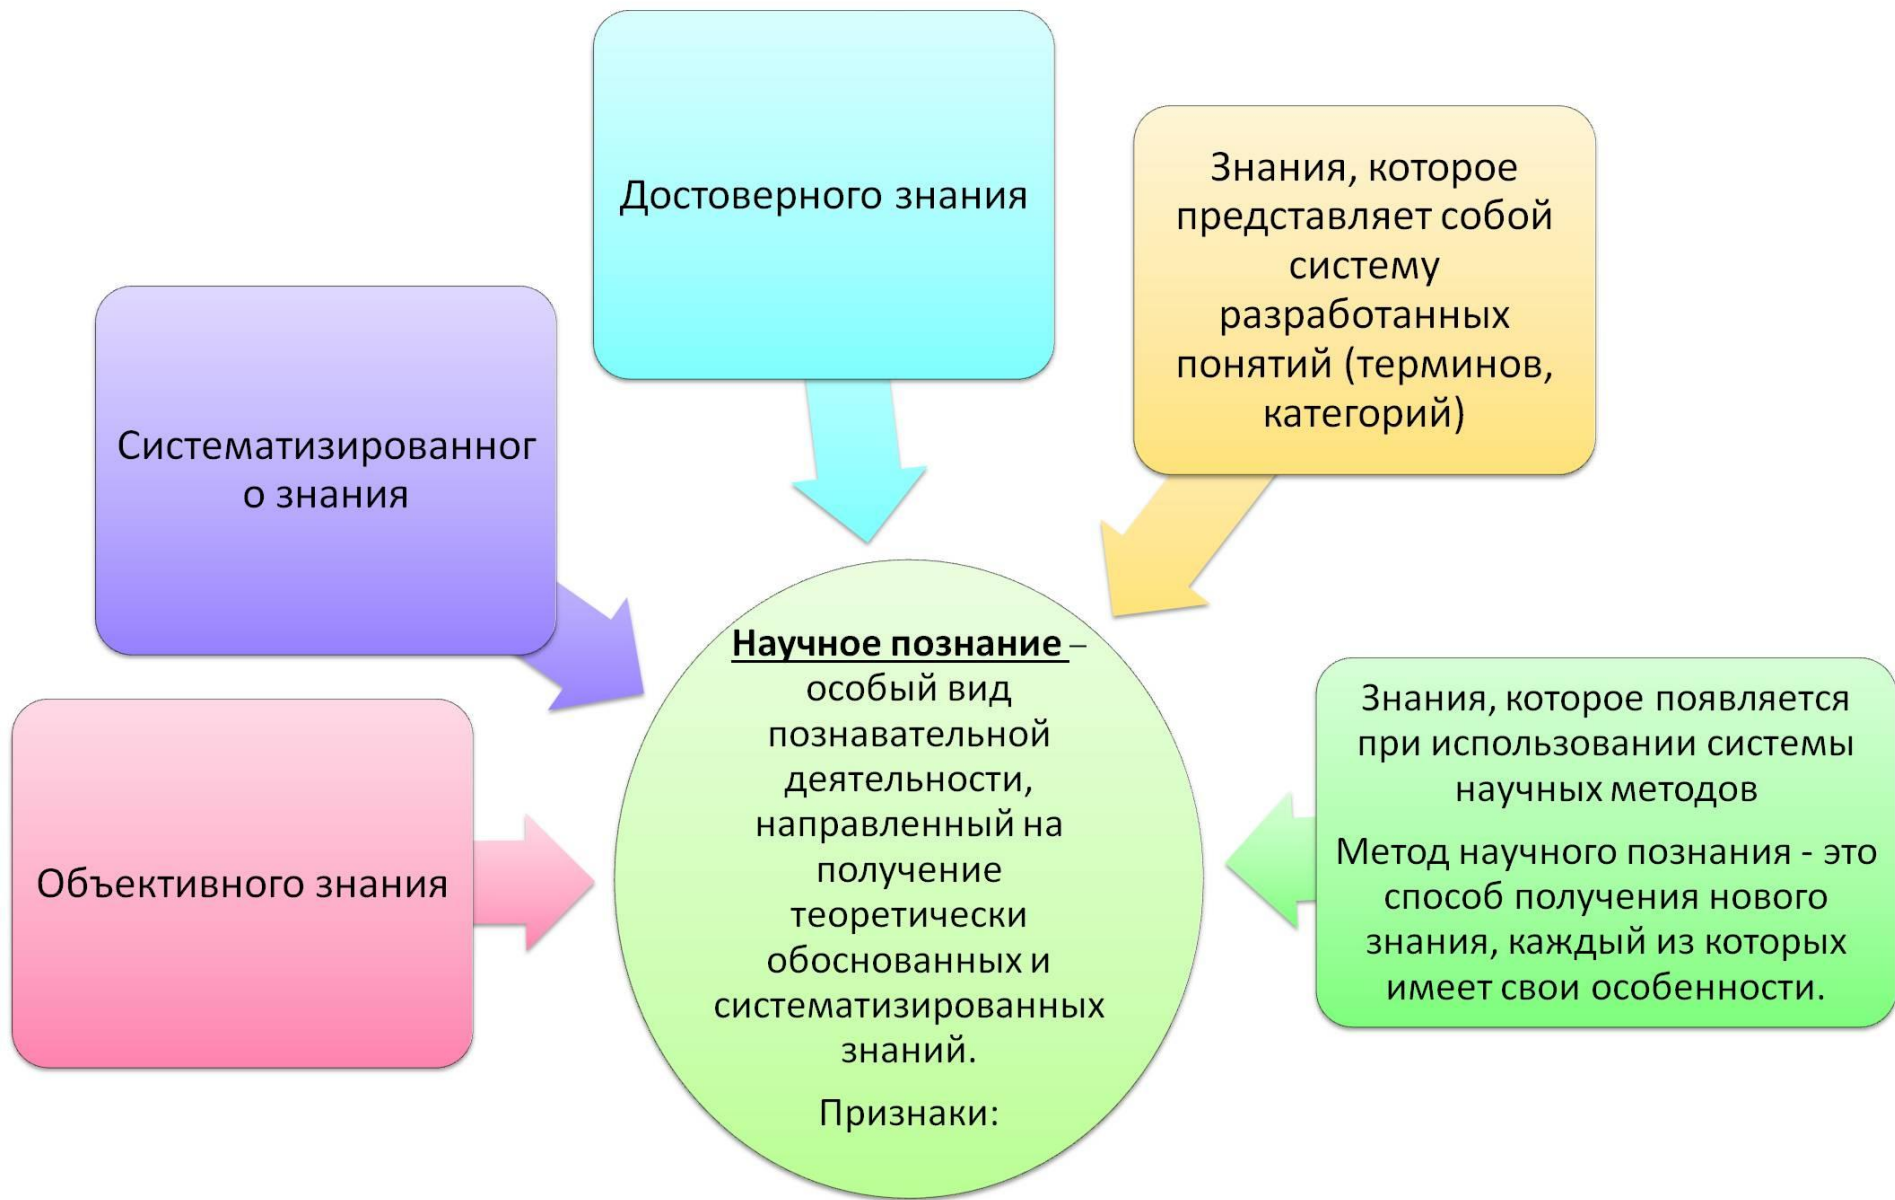 Достоверного знания
Знания, которое
представляет собой
систему
разработанных
понятий (терминов,
категорий)
Систематизированног
о знания
Объективного знания
Научное познание –
особый вид
познавательной
деятельности,
направленный на
получение
теоретически
обоснованных и
систематизированных
знаний.
Признаки:
Знания, которое появляется
при использовании системы
научных методов
Метод научного познания - это
способ получения нового
знания, каждый из которых
имеет свои особенности.